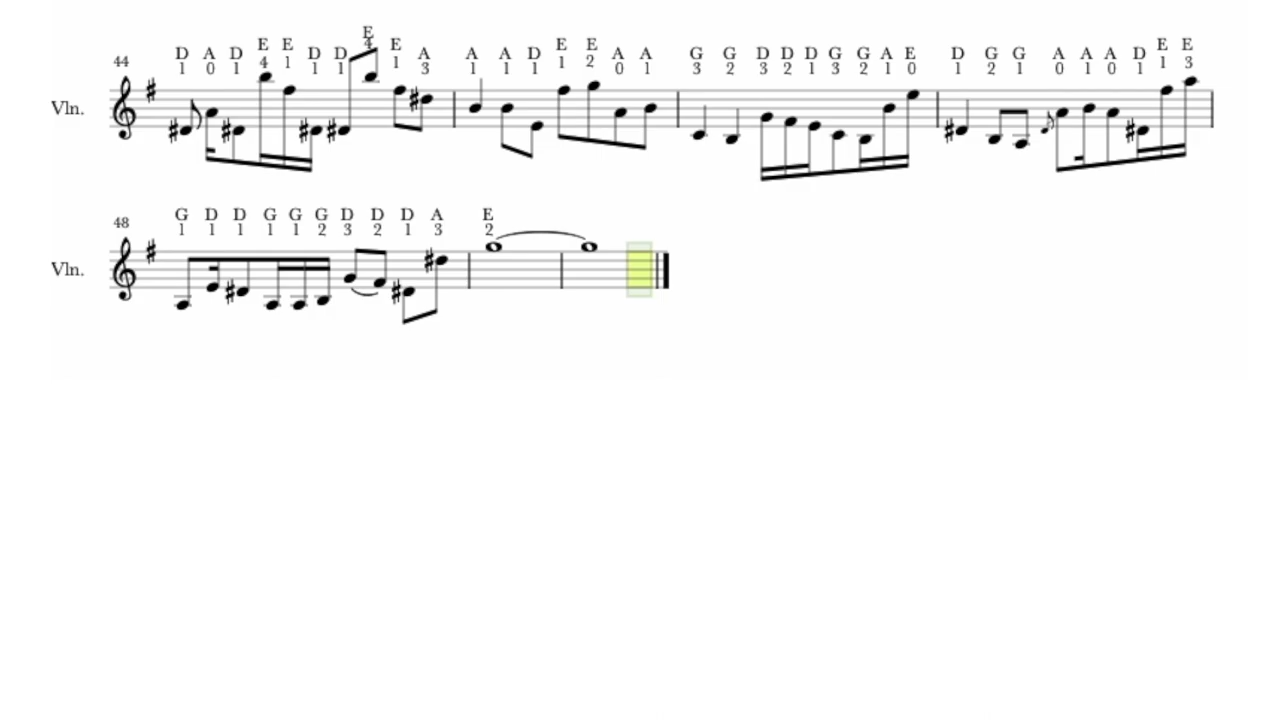 D A D E E D D E E A A A D E E A A G G D D D G G A E D G G A A A D E E
44 1 0 1 4 1 1 1 4 1 3 1 1 1 1 2 0 1 3 2 3 2 1 3 2 1 0 1 2 1 0 1 0 1 1 3
Vln.
G D D G G G D D D A E
48 1 1 1 1 1 2 3 2 1 3 2
Vln.